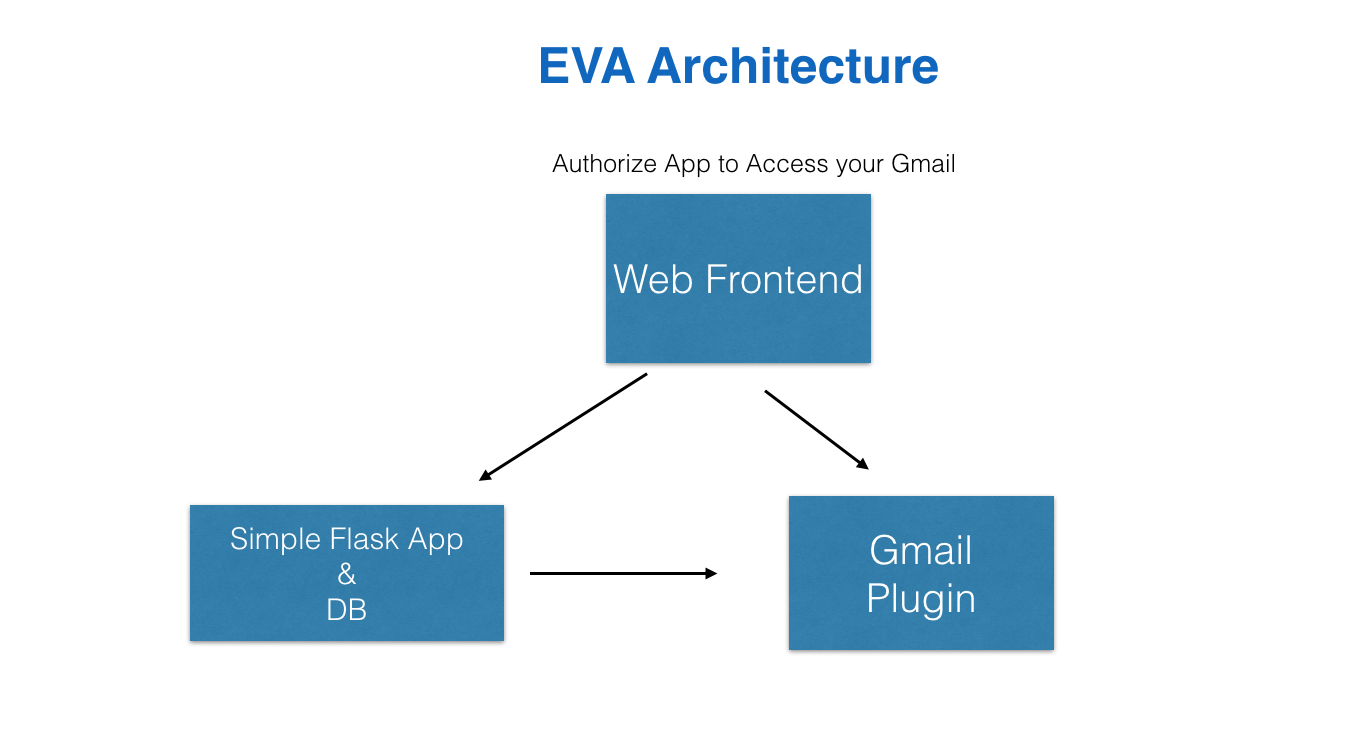 EVA Architecture
Authorize App to Access your Gmail
Web Frontend
Simple Flask App
&
DB
Gmail
Plugin